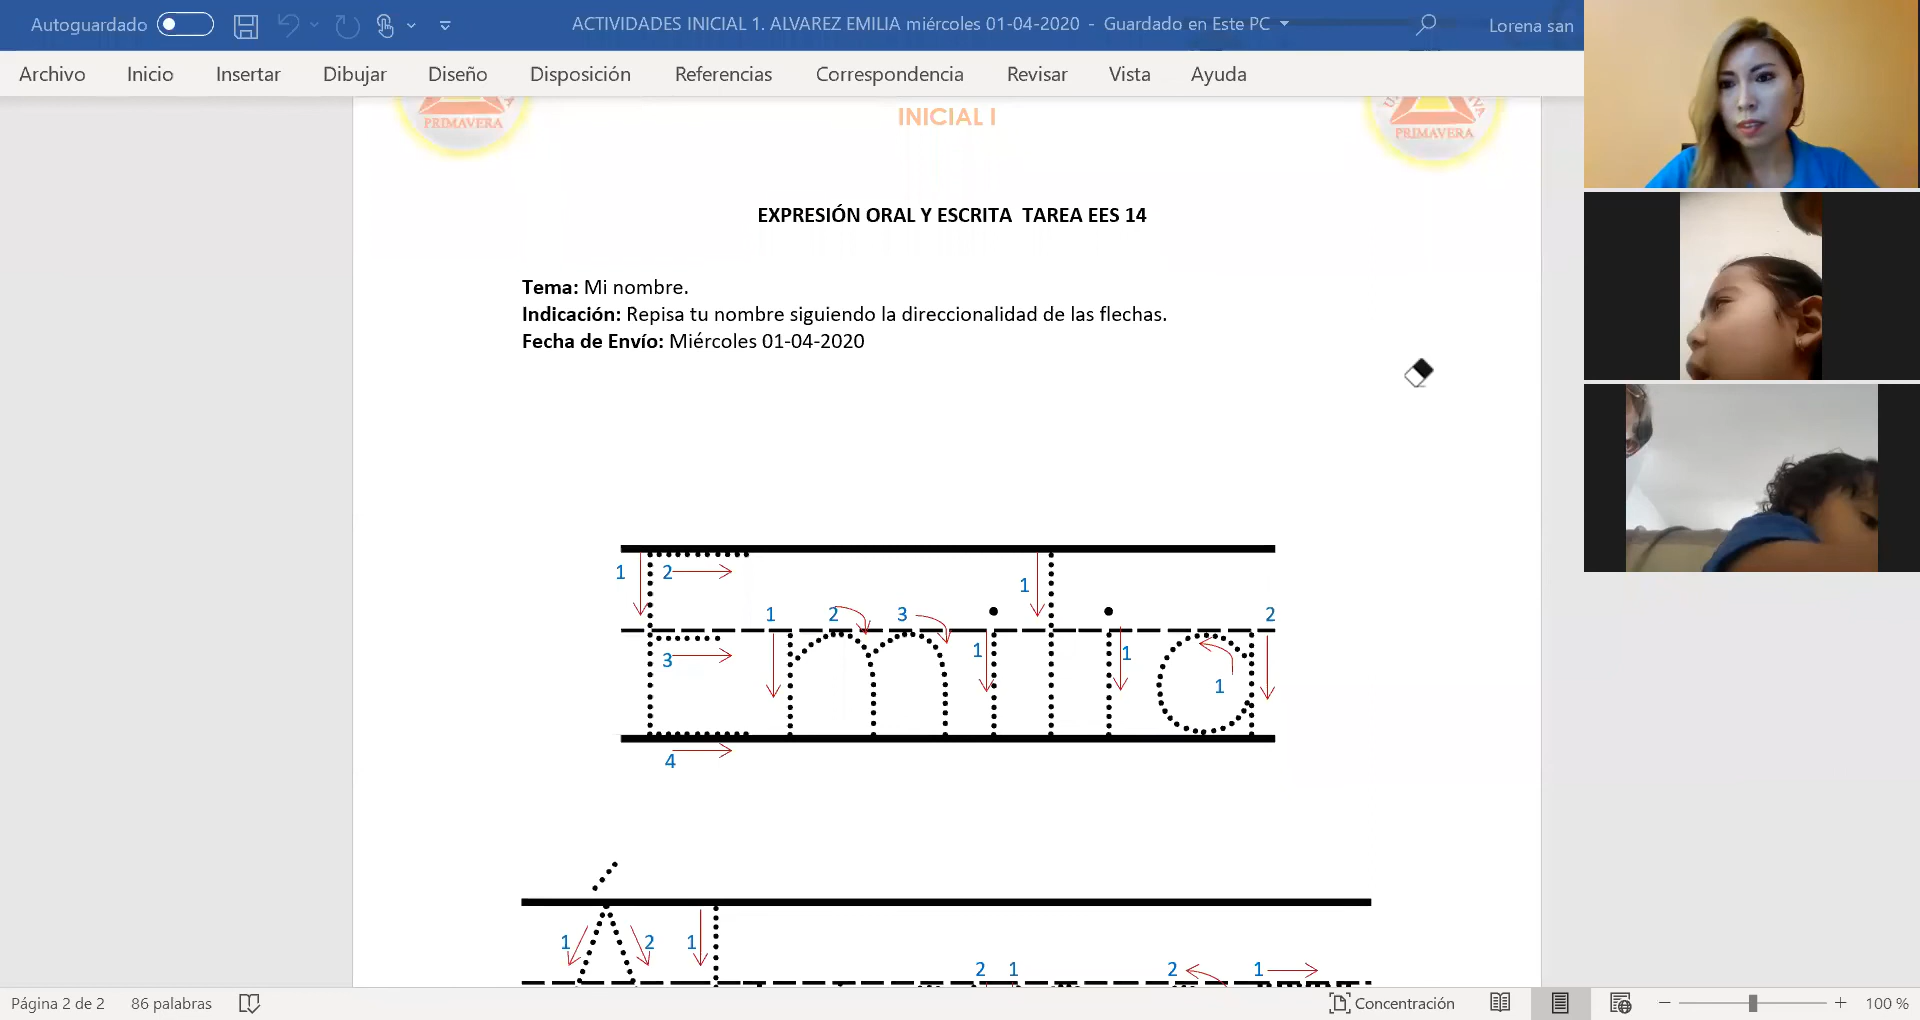 Autoguardado
ACTIVIDADES INICIAL 1. ALVAREZ EMILIA miércoles 01-04-2020 - Guardado en Este PC
Lorena san
Archivo Inicio Insertar Dibujar Diseño Disposición Referencias Correspondencia Revisar Vista Ayuda
PRIMAVERA
INICIAL I
PRIMAVERA
EXPRESIÓN ORAL Y ESCRITA TAREA EES 14
Tema: Mi nombre.
Indicación: Repisa tu nombre siguiendo la direccionalidad de las flechas.
Fecha de Envío: Miércoles 01-04-2020
1 2 1
1 2 3 2
3 1 1 1
4
Emilia
1 2 1
2 1 2 1
Página 2 de 2 86 palabras
Concentración
100 %